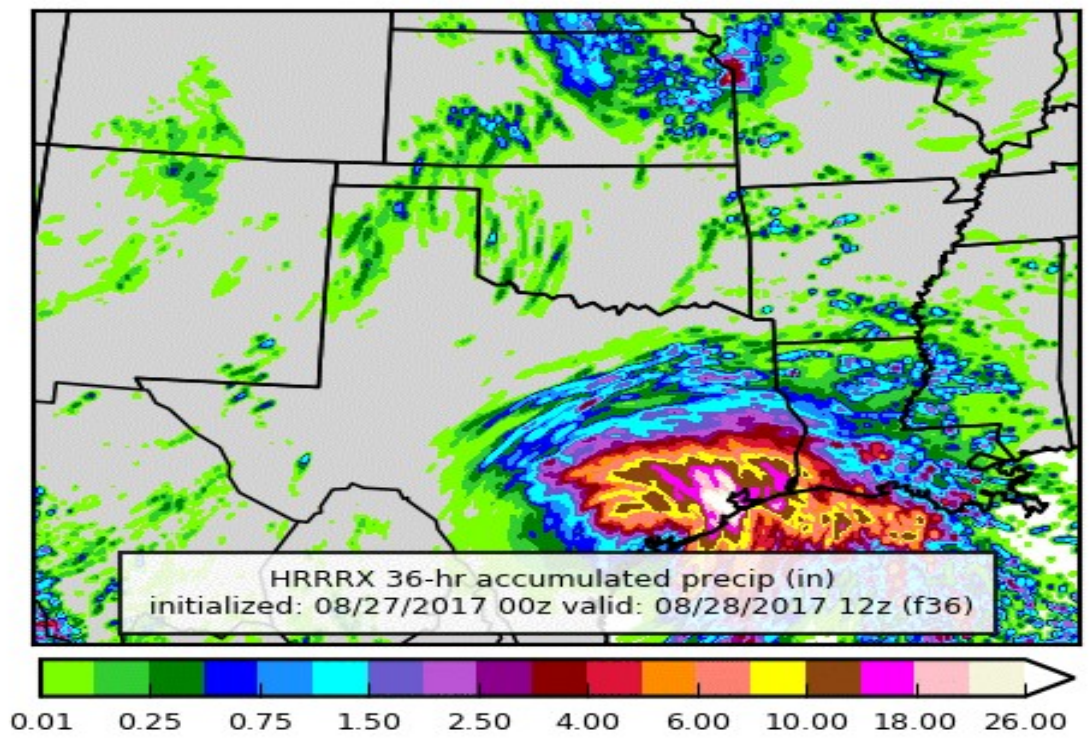 HRRRX 36-hr accumulated precip (in)
initialized: 08/27/2017 00z valid: 08/28/2017 12z (f36)
0.01 0.25 0.75 1.50 2.50 4.00 6.00 10.00 18.00 26.00